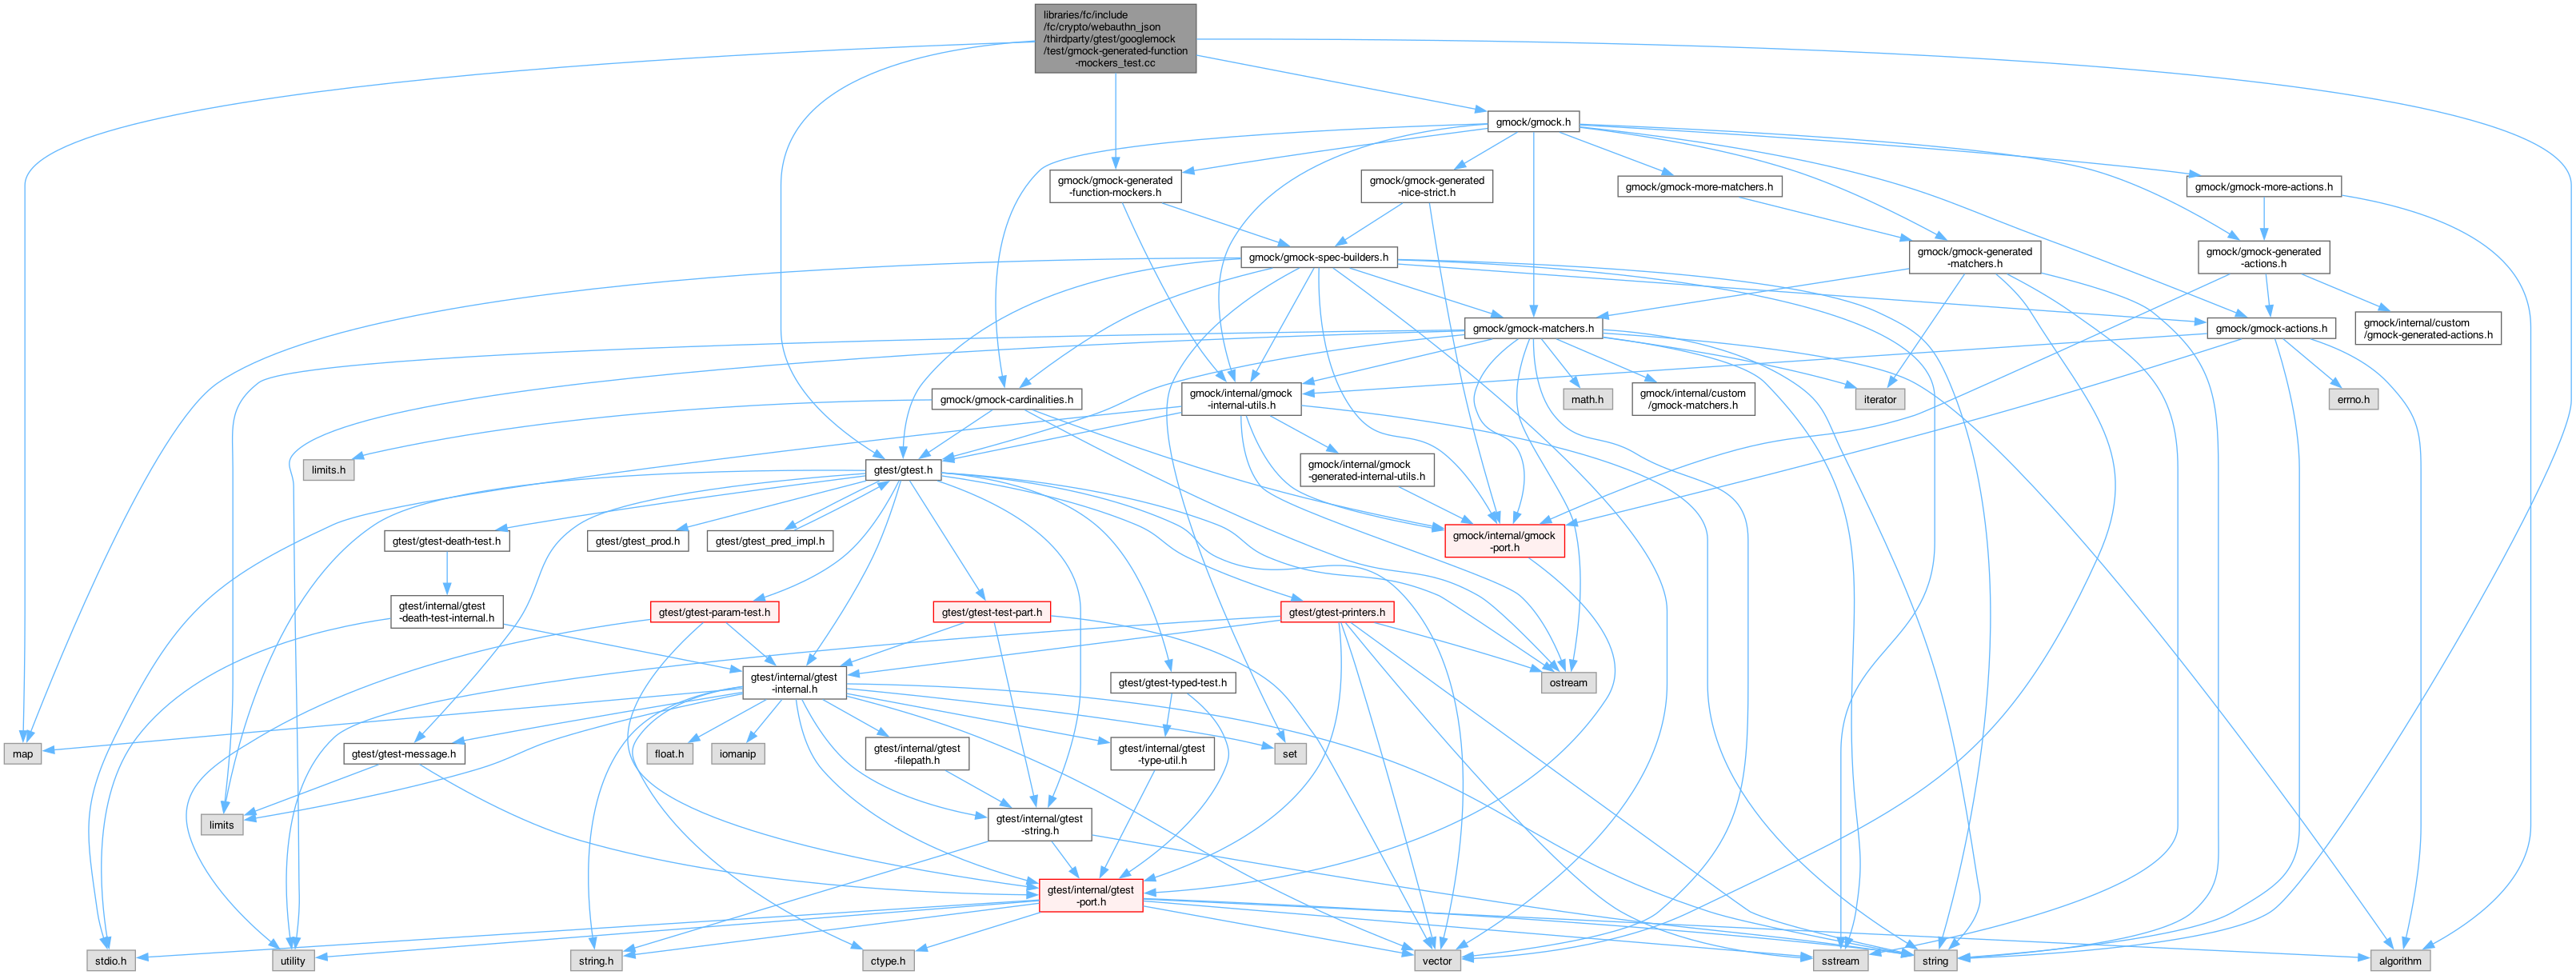 libraries/fc/include
/fc/crypto/webauthn_json
/thirdparty/gtest/googlemock
/test/gmock-generated-function
-mockers_test.cc
gmock/gmock.h
gmock/gmock-generated
-function-mockers.h
gmock/gmock-generated
-nice-strict.h
gmock/gmock-more-matchers.h
gmock/gmock-more-actions.h
gmock/gmock-spec-builders.h
gmock/gmock-generated
-matchers.h
gmock/gmock-generated
-actions.h
gmock/gmock-matchers.h
gmock/gmock-actions.h
gmock/internal/custom
/gmock-generated-actions.h
gmock/gmock-cardinalities.h
gmock/internal/gmock
-internal-utils.h
math.h
gmock/internal/custom
/gmock-matchers.h
iterator
errno.h
limits.h
gtest/gtest.h
gmock/internal/gmock
-generated-internal-utils.h
gtest/gtest-death-test.h
gtest/gtest_prod.h
gtest/gtest_pred_impl.h
gmock/internal/gmock
-port.h
gtest/internal/gtest
-death-test-internal.h
gtest/gtest-param-test.h
gtest/gtest-test-part.h
gtest/gtest-printers.h
gtest/internal/gtest
-internal.h
gtest/gtest-typed-test.h
ostream
map
gtest/gtest-message.h
float.h
iomanip
gtest/internal/gtest
-filepath.h
gtest/internal/gtest
-type-util.h
set
limits
gtest/internal/gtest
-string.h
gtest/internal/gtest
-port.h
stdio.h
utility
string.h
ctype.h
vector
sstream
string
algorithm